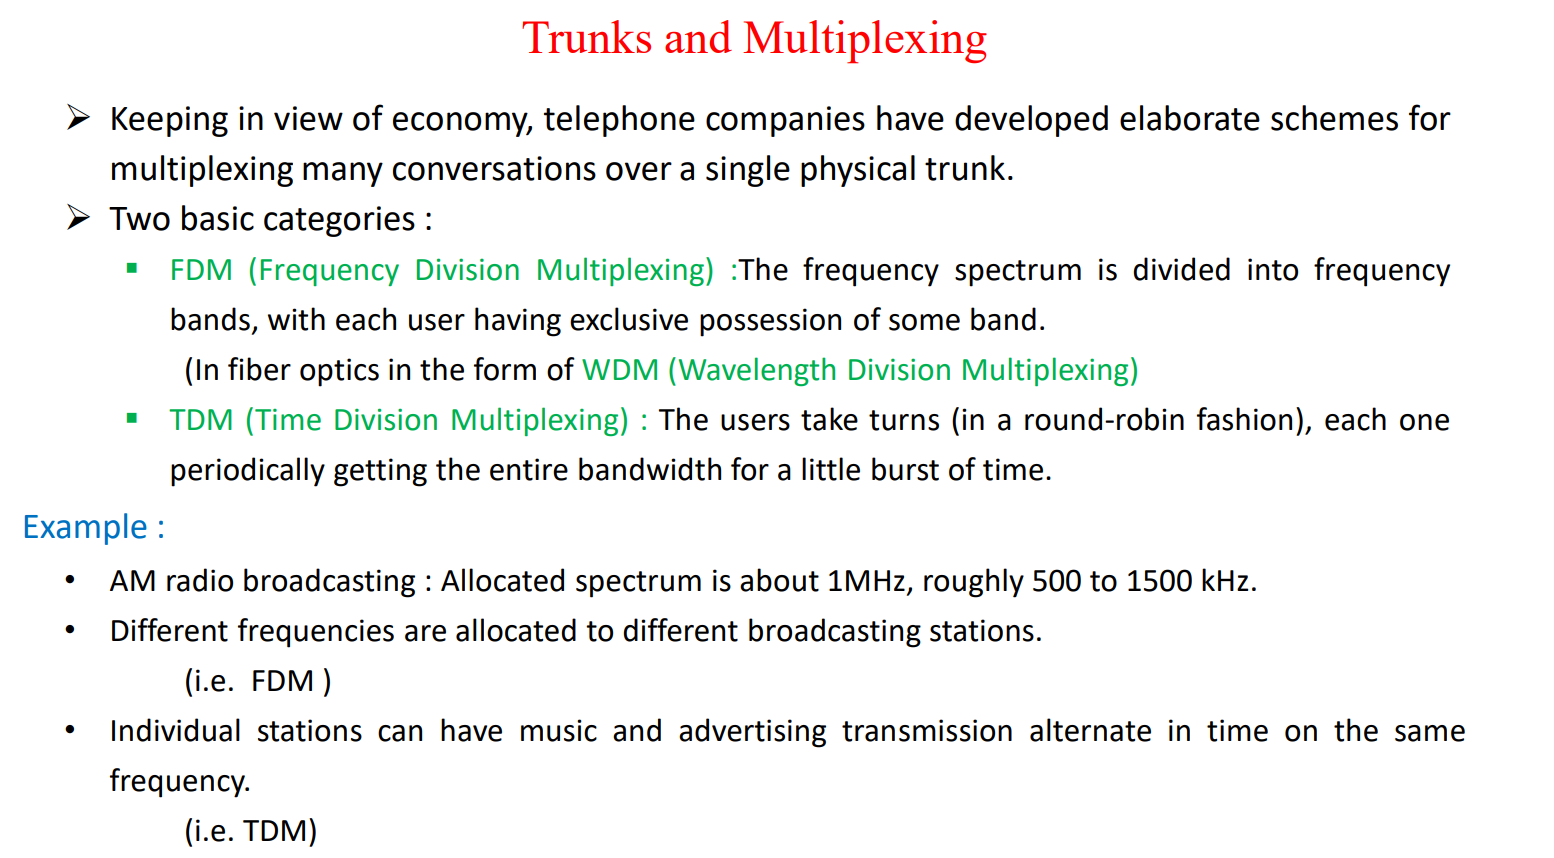 Trunks and Multiplexing
➢ Keeping in view of economy, telephone companies have developed elaborate schemes for
multiplexing many conversations over a single physical trunk.
➢ Two basic categories :
▪ FDM (Frequency Division Multiplexing) :The frequency spectrum is divided into frequency
bands, with each user having exclusive possession of some band.
(In fiber optics in the form of WDM (Wavelength Division Multiplexing)
▪ TDM (Time Division Multiplexing) : The users take turns (in a round-robin fashion), each one
periodically getting the entire bandwidth for a little burst of time.
Example :
• AM radio broadcasting : Allocated spectrum is about 1MHz, roughly 500 to 1500 kHz.
• Different frequencies are allocated to different broadcasting stations.
(i.e. FDM )
• Individual stations can have music and advertising transmission alternate in time on the same
frequency.
(i.e. TDM)